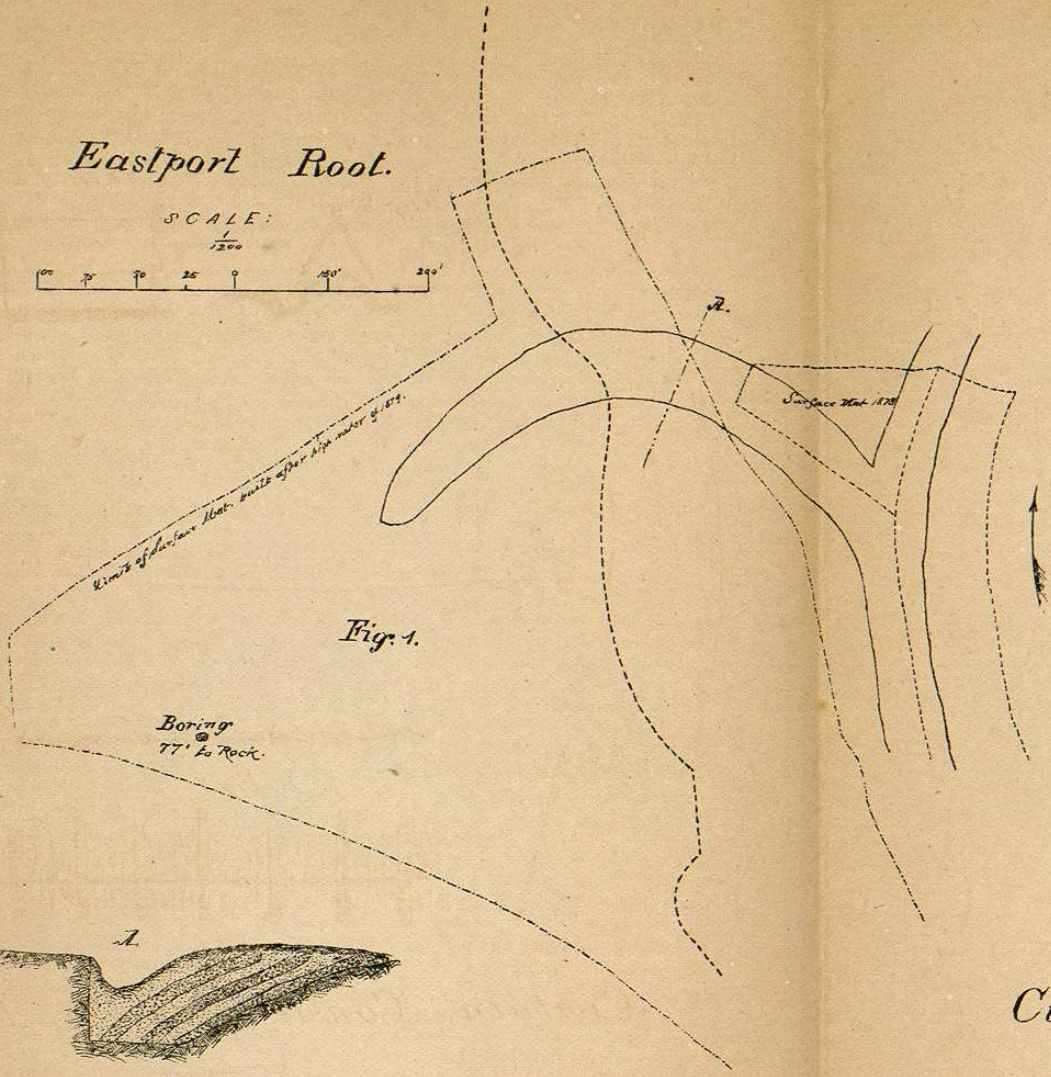 Eastport Root.
SCALE:
1/1200
100 75 50 25 0 150' 200'
A.
Surface Mat 1878
Limit of Surface Mat, built after high water of 1879.
Fig. 1.
Boring
77' to Rock.
A